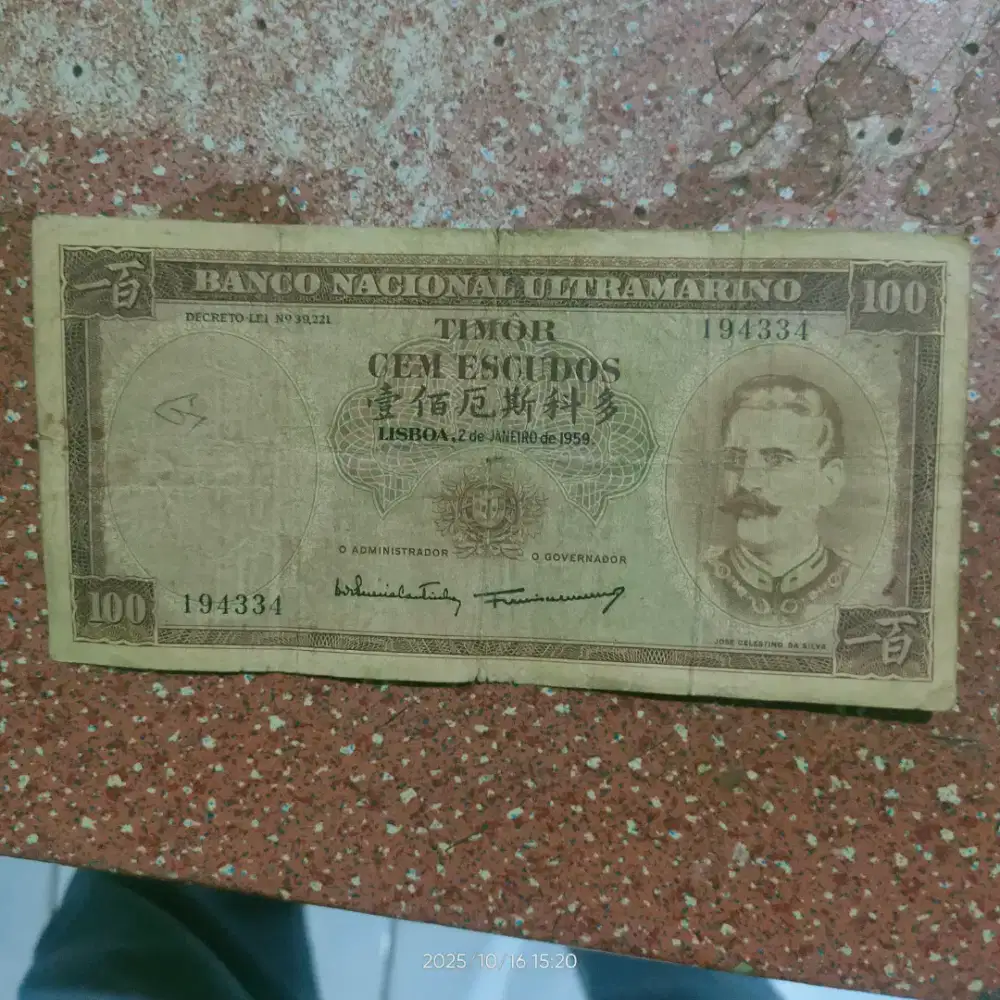 一百
BANCO NACIONAL ULTRAMARINO
100
DECRETO-LEI Nº 39,221
TIMÔR
194334
CEM ESCUDOS
壹佰厄斯科多
LISBOA, 2 de JANEIRO de 1959.
O ADMINISTRADOR
O GOVERNADOR
100
194334
JOSÉ CELESTINO DA SILVA
一百
2025/10/16 15:20